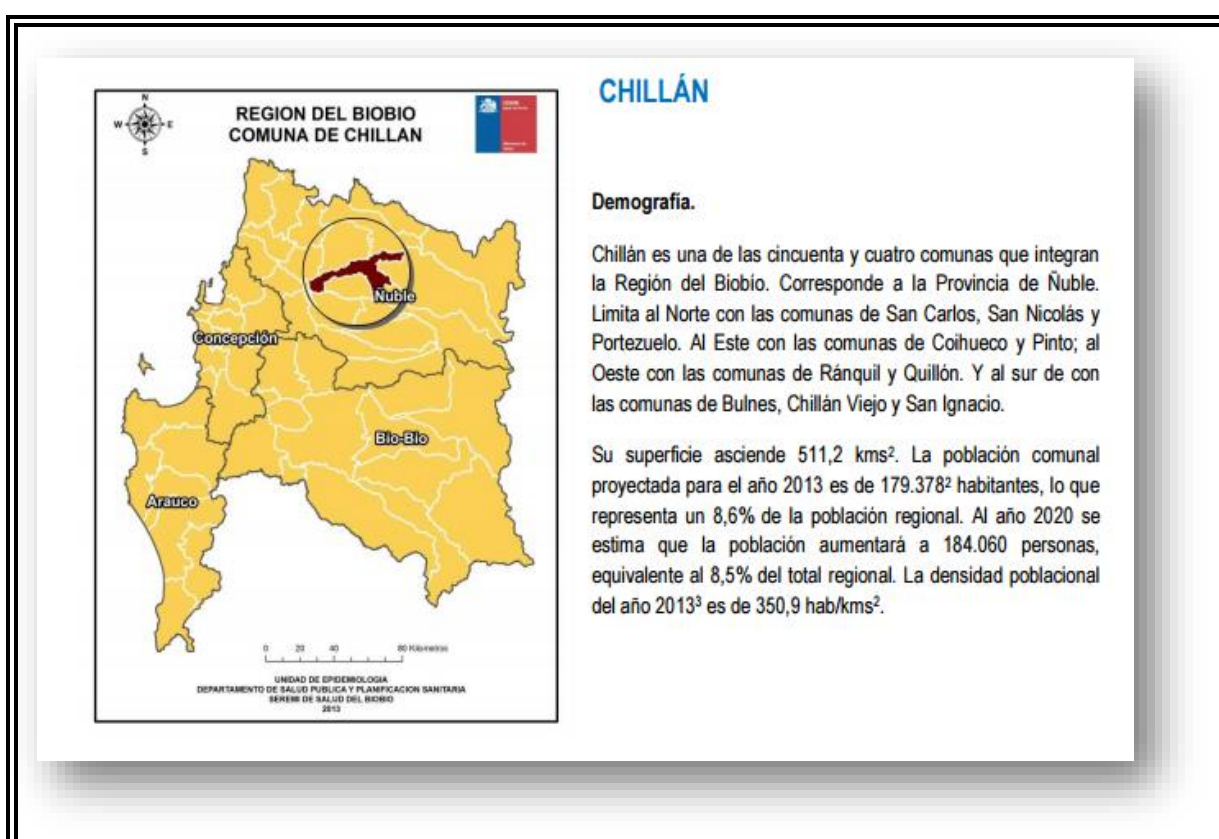 CHILLÁN
N
W
E
S
REGION DEL BIOBIO
COMUNA DE CHILLAN
Ñuble
Concepción
Bio-Bio
Arauco
0 20 40 80 Kilometros
UNIDAD DE EPIDEMIOLOGIA
DEPARTAMENTO DE SALUD PUBLICA Y PLANIFICACION SANITARIA
SEREMI DE SALUD DEL BIOBIO
2013
Demografía.
Chillán es una de las cincuenta y cuatro comunas que integran
la Región del Biobío. Corresponde a la Provincia de Ñuble.
Limita al Norte con las comunas de San Carlos, San Nicolás y
Portezuelo. Al Este con las comunas de Coihueco y Pinto; al
Oeste con las comunas de Ránquil y Quillón. Y al sur de con
las comunas de Bulnes, Chillán Viejo y San Ignacio.
Su superficie asciende 511,2 kms². La población comunal
proyectada para el año 2013 es de 179.378² habitantes, lo que
representa un 8,6% de la población regional. Al año 2020 se
estima que la población aumentará a 184.060 personas,
equivalente al 8,5% del total regional. La densidad poblacional
del año 2013³ es de 350,9 hab/kms².